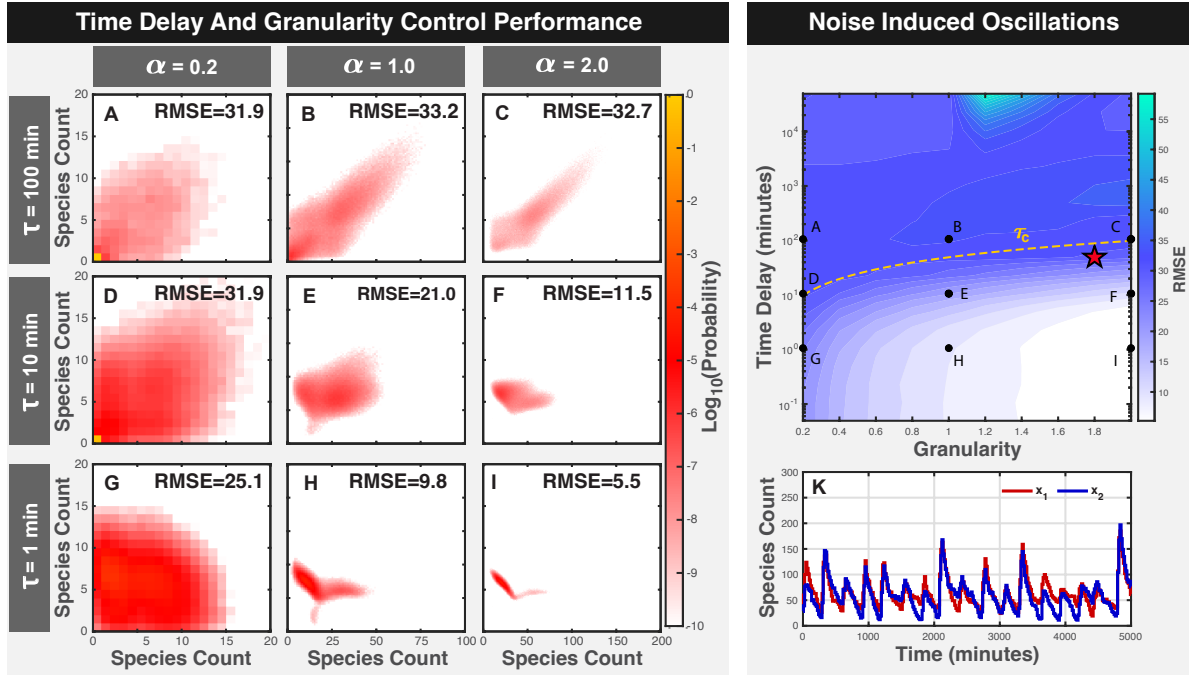 Time Delay And Granularity Control Performance
α = 0.2
α = 1.0
α = 2.0
τ = 100 min
Species Count
20
15
10
5
0
A
RMSE=31.9
B
RMSE=33.2
C
RMSE=32.7
τ = 10 min
Species Count
20
15
10
5
0
D
RMSE=31.9
E
RMSE=21.0
F
RMSE=11.5
τ = 1 min
Species Count
20
15
10
5
0
G
RMSE=25.1
H
RMSE=9.8
I
RMSE=5.5
0 10 20
0 25 50 75 100
0 50 100 150 200
Species Count
Species Count
Species Count
0
-1
-2
-3
-4
-5
-6
-7
-8
-9
-10
Log10(Probability)
Noise Induced Oscillations
Time Delay (minutes)
10^4
10^3
10^2
10^1
10^0
10^-1
A
B
C
τc
D
E
F
G
H
I
0.2 0.4 0.6 0.8 1 1.2 1.4 1.6 1.8
Granularity
55
50
45
40
35
30
25
20
15
10
RMSE
Species Count
300
250
200
150
100
50
0
K
x1
x2
0 1000 2000 3000 4000 5000
Time (minutes)